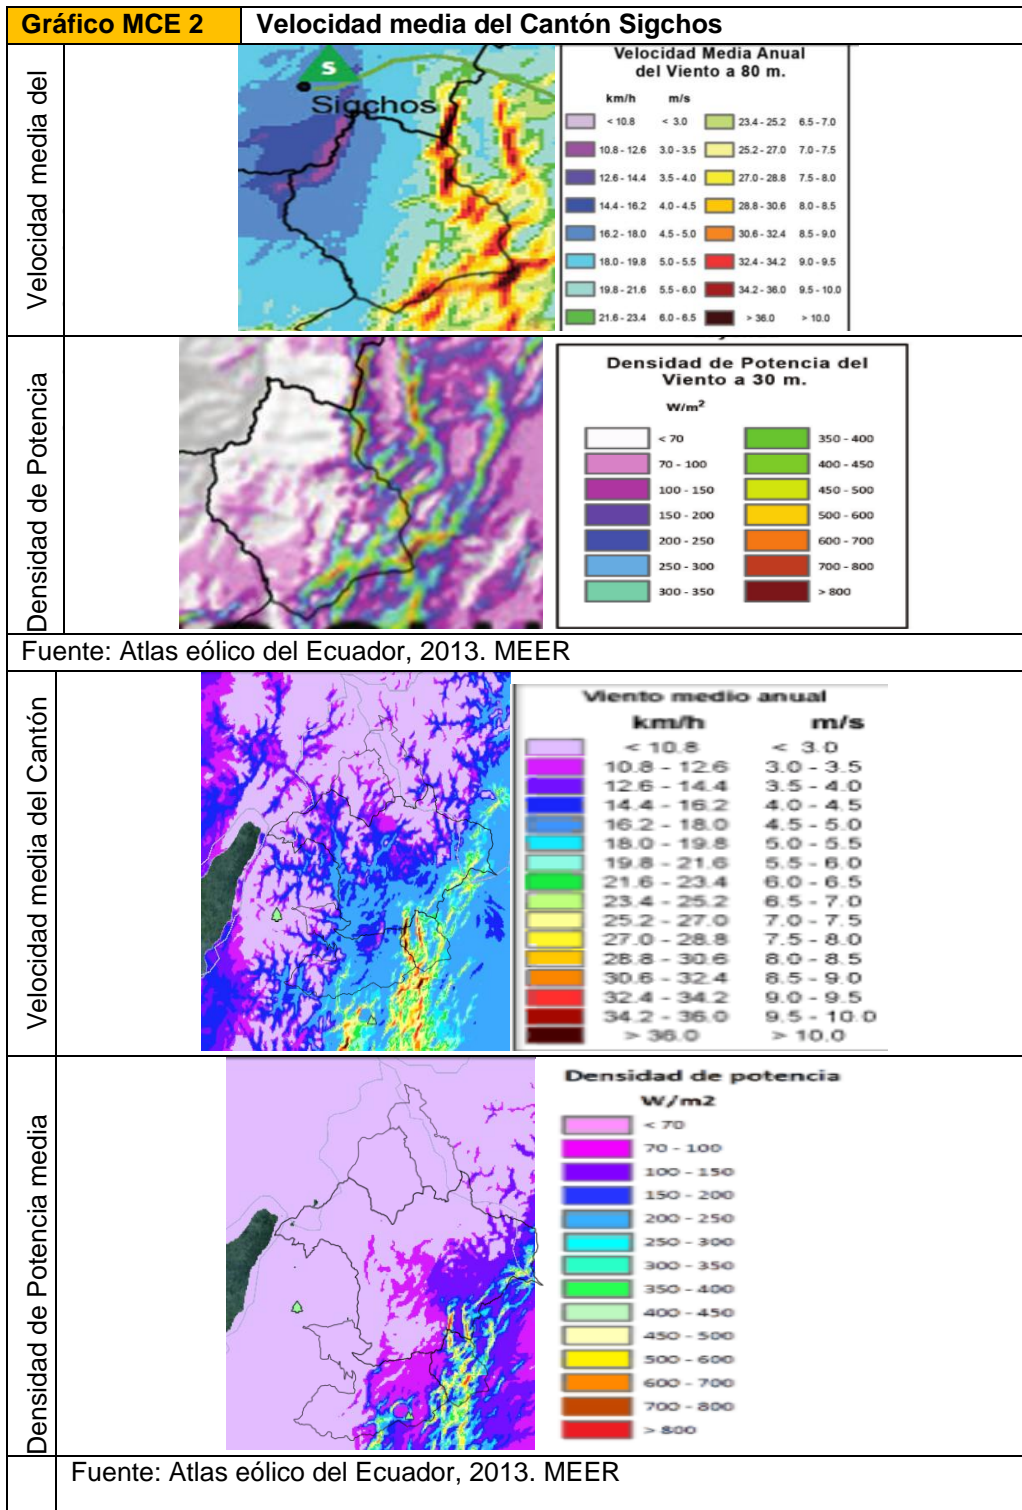 Gráfico MCE 2
Velocidad media del Cantón Sigchos
Velocidad media del
S
Sigchos
Velocidad Media Anual
del Viento a 80 m.
km/h m/s
< 10.8 < 3.0 23.4 - 25.2 6.5 - 7.0
10.8 - 12.6 3.0 - 3.5 25.2 - 27.0 7.0 - 7.5
12.6 - 14.4 3.5 - 4.0 27.0 - 28.8 7.5 - 8.0
14.4 - 16.2 4.0 - 4.5 28.8 - 30.6 8.0 - 8.5
16.2 - 18.0 4.5 - 5.0 30.6 - 32.4 8.5 - 9.0
18.0 - 19.8 5.0 - 5.5 32.4 - 34.2 9.0 - 9.5
19.8 - 21.6 5.5 - 6.0 34.2 - 36.0 9.5 - 10.0
21.6 - 23.4 6.0 - 6.5 > 36.0 > 10.0
Densidad de Potencia
Densidad de Potencia del
Viento a 30 m.
W/m²
< 70 350 - 400
70 - 100 400 - 450
100 - 150 450 - 500
150 - 200 500 - 600
200 - 250 600 - 700
250 - 300 700 - 800
300 - 350 > 800
Fuente: Atlas eólico del Ecuador, 2013. MEER
Velocidad media del Cantón
Viento medio anual
km/h m/s
< 10.8 < 3.0
10.8 - 12.6 3.0 - 3.5
12.6 - 14.4 3.5 - 4.0
14.4 - 16.2 4.0 - 4.5
16.2 - 18.0 4.5 - 5.0
18.0 - 19.8 5.0 - 5.5
19.8 - 21.6 5.5 - 6.0
21.6 - 23.4 6.0 - 6.5
23.4 - 25.2 6.5 - 7.0
25.2 - 27.0 7.0 - 7.5
27.0 - 28.8 7.5 - 8.0
28.8 - 30.6 8.0 - 8.5
30.6 - 32.4 8.5 - 9.0
32.4 - 34.2 9.0 - 9.5
34.2 - 36.0 9.5 - 10.0
> 36.0 > 10.0
Densidad de Potencia media
Densidad de potencia
W/m2
< 70
70 - 100
100 - 150
150 - 200
200 - 250
250 - 300
300 - 350
350 - 400
400 - 450
450 - 500
500 - 600
600 - 700
700 - 800
> 800
Fuente: Atlas eólico del Ecuador, 2013. MEER